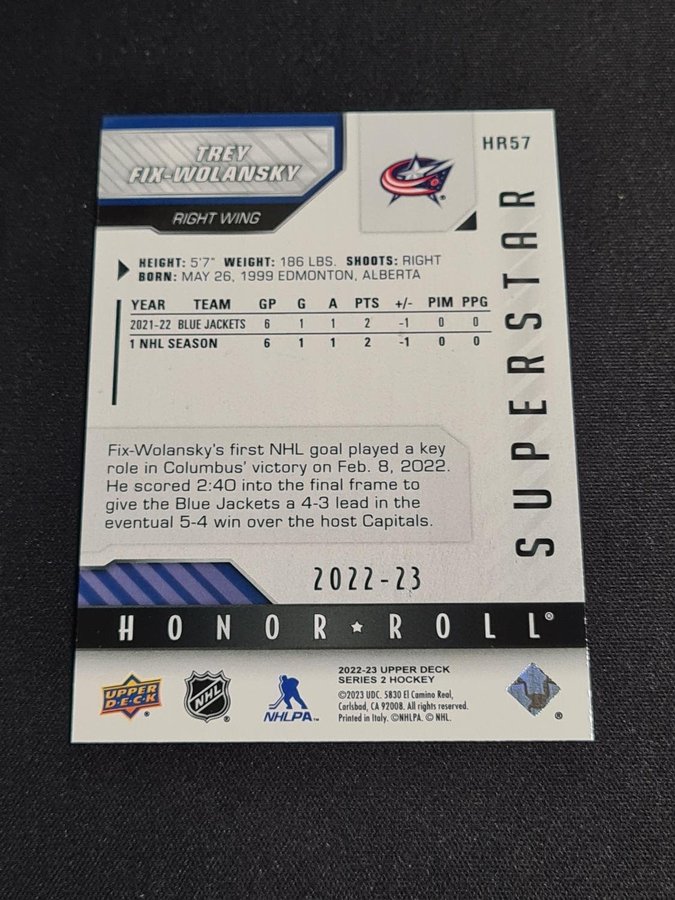 TREY
FIX-WOLANSKY
RIGHT WING
HR57
SUPERSTAR
HEIGHT: 5'7" WEIGHT: 186 LBS. SHOOTS: RIGHT
BORN: MAY 26, 1999 EDMONTON, ALBERTA
YEAR TEAM GP G A PTS +/- PIM PPG
2021-22 BLUE JACKETS 6 1 1 2 -1 0 0
1 NHL SEASON 6 1 1 2 -1 0 0
Fix-Wolansky's first NHL goal played a key
role in Columbus' victory on Feb. 8, 2022.
He scored 2:40 into the final frame to
give the Blue Jackets a 4-3 lead in the
eventual 5-4 win over the host Capitals.
2022-23
HONOR ★ ROLL®
UPPER DECK®
NHL®
NHLPA™
2022-23 UPPER DECK
SERIES 2 HOCKEY
©2023 UDC. 5830 El Camino Real,
Carlsbad, CA 92008. All rights reserved.
Printed in Italy. ©NHLPA. © NHL.